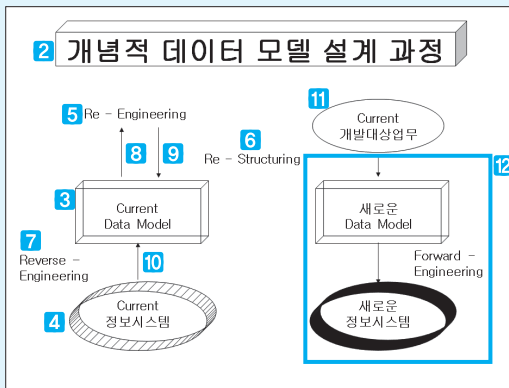 2 개념적 데이터 모델 설계 과정
5 Re - Engineering
8 9
3 Current
Data Model
7
Reverse -
Engineering
10
4 Current
정보시스템
6
Re - Structuring
11
Current
개발대상업무
12
새로운
Data Model
Forward -
Engineering
새로운
정보시스템